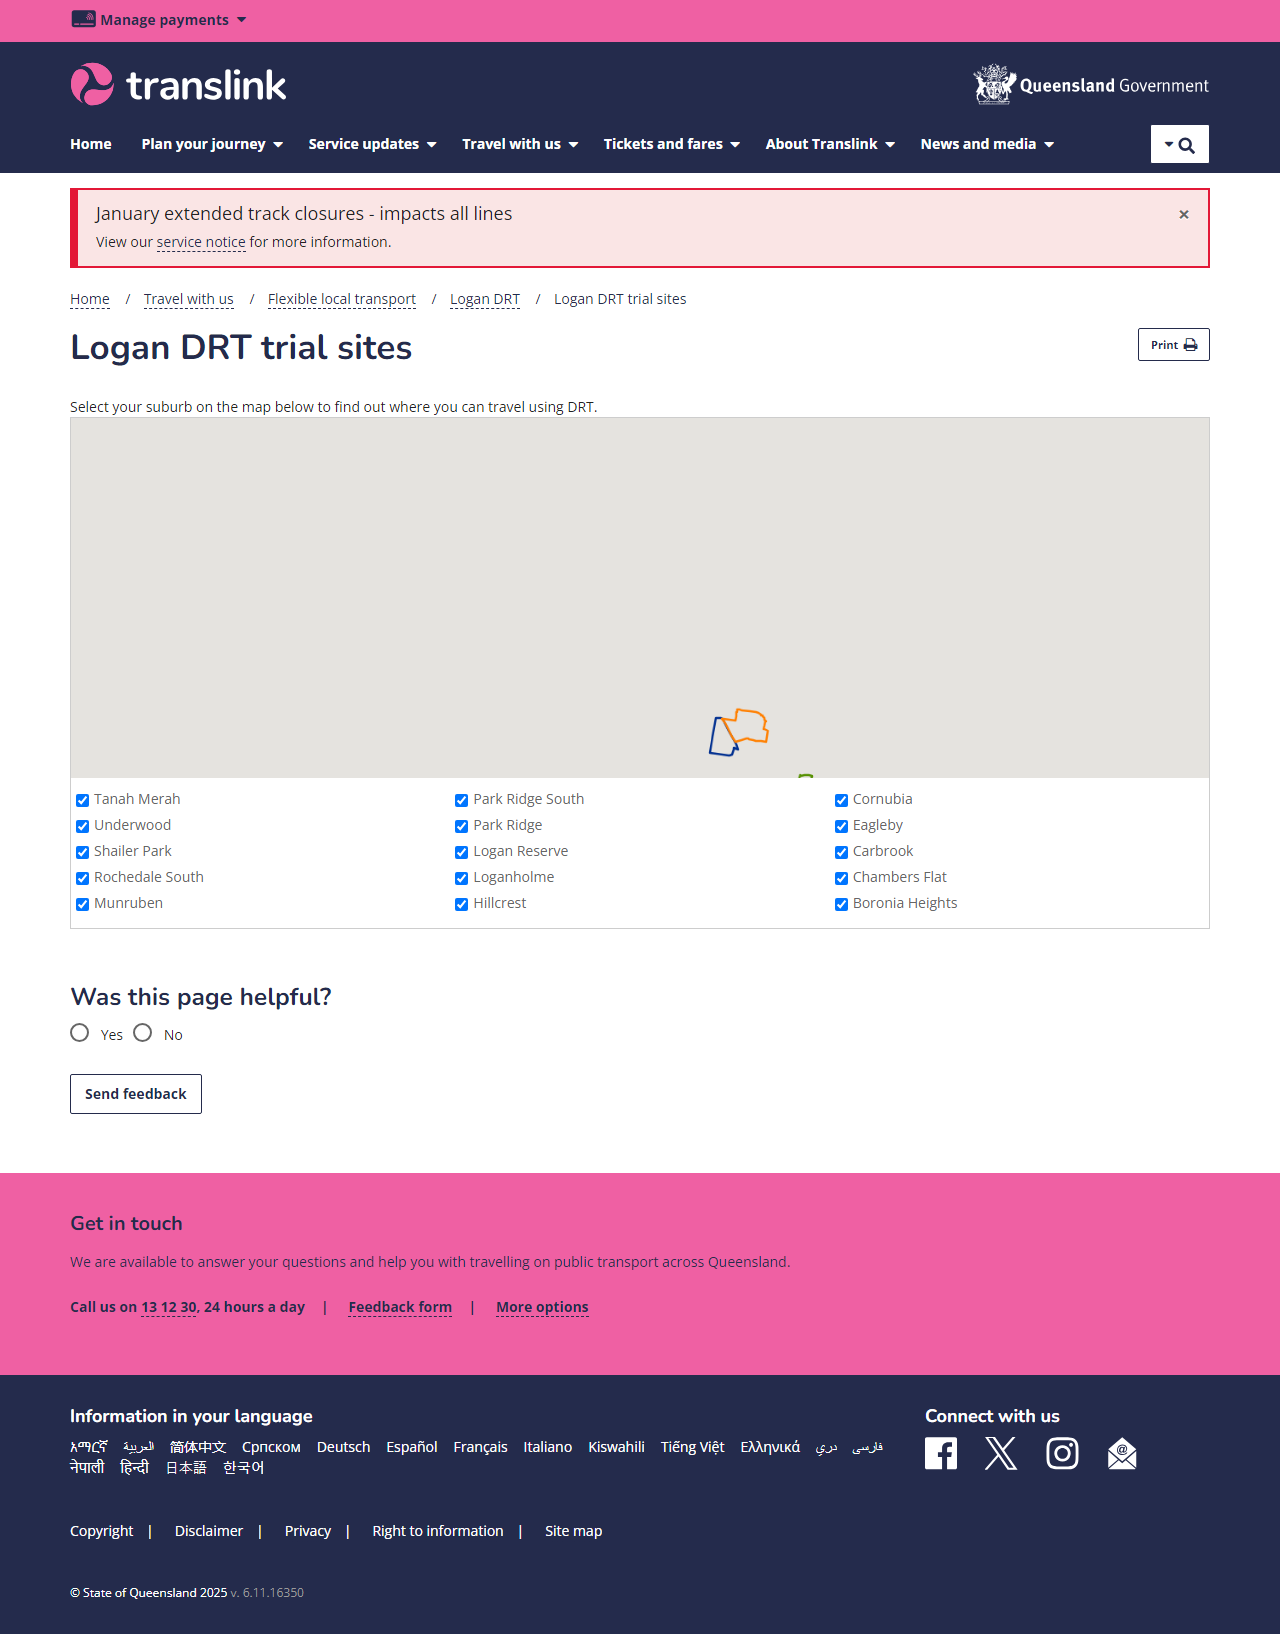 Manage payments
translink
Queensland Government
Home Plan your journey Service updates Travel with us Tickets and fares About Translink News and media
January extended track closures - impacts all lines ×
View our service notice for more information.
Home / Travel with us / Flexible local transport / Logan DRT / Logan DRT trial sites
Logan DRT trial sites
Print
Select your suburb on the map below to find out where you can travel using DRT.
Tanah Merah Park Ridge South Cornubia
Underwood Park Ridge Eagleby
Shailer Park Logan Reserve Carbrook
Rochedale South Loganholme Chambers Flat
Munruben Hillcrest Boronia Heights
Was this page helpful?
Yes No
Send feedback
Get in touch
We are available to answer your questions and help you with travelling on public transport across Queensland.
Call us on 13 12 30, 24 hours a day | Feedback form | More options
Information in your language
Connect with us
አማርኛ العربية 简体中文 Српском Deutsch Español Français Italiano Kiswahili Tiếng Việt Ελληνικά دري فارسی
नेपाली हिन्दी 日本語 한국어
Copyright | Disclaimer | Privacy | Right to information | Site map
© State of Queensland 2025 v. 6.11.16350